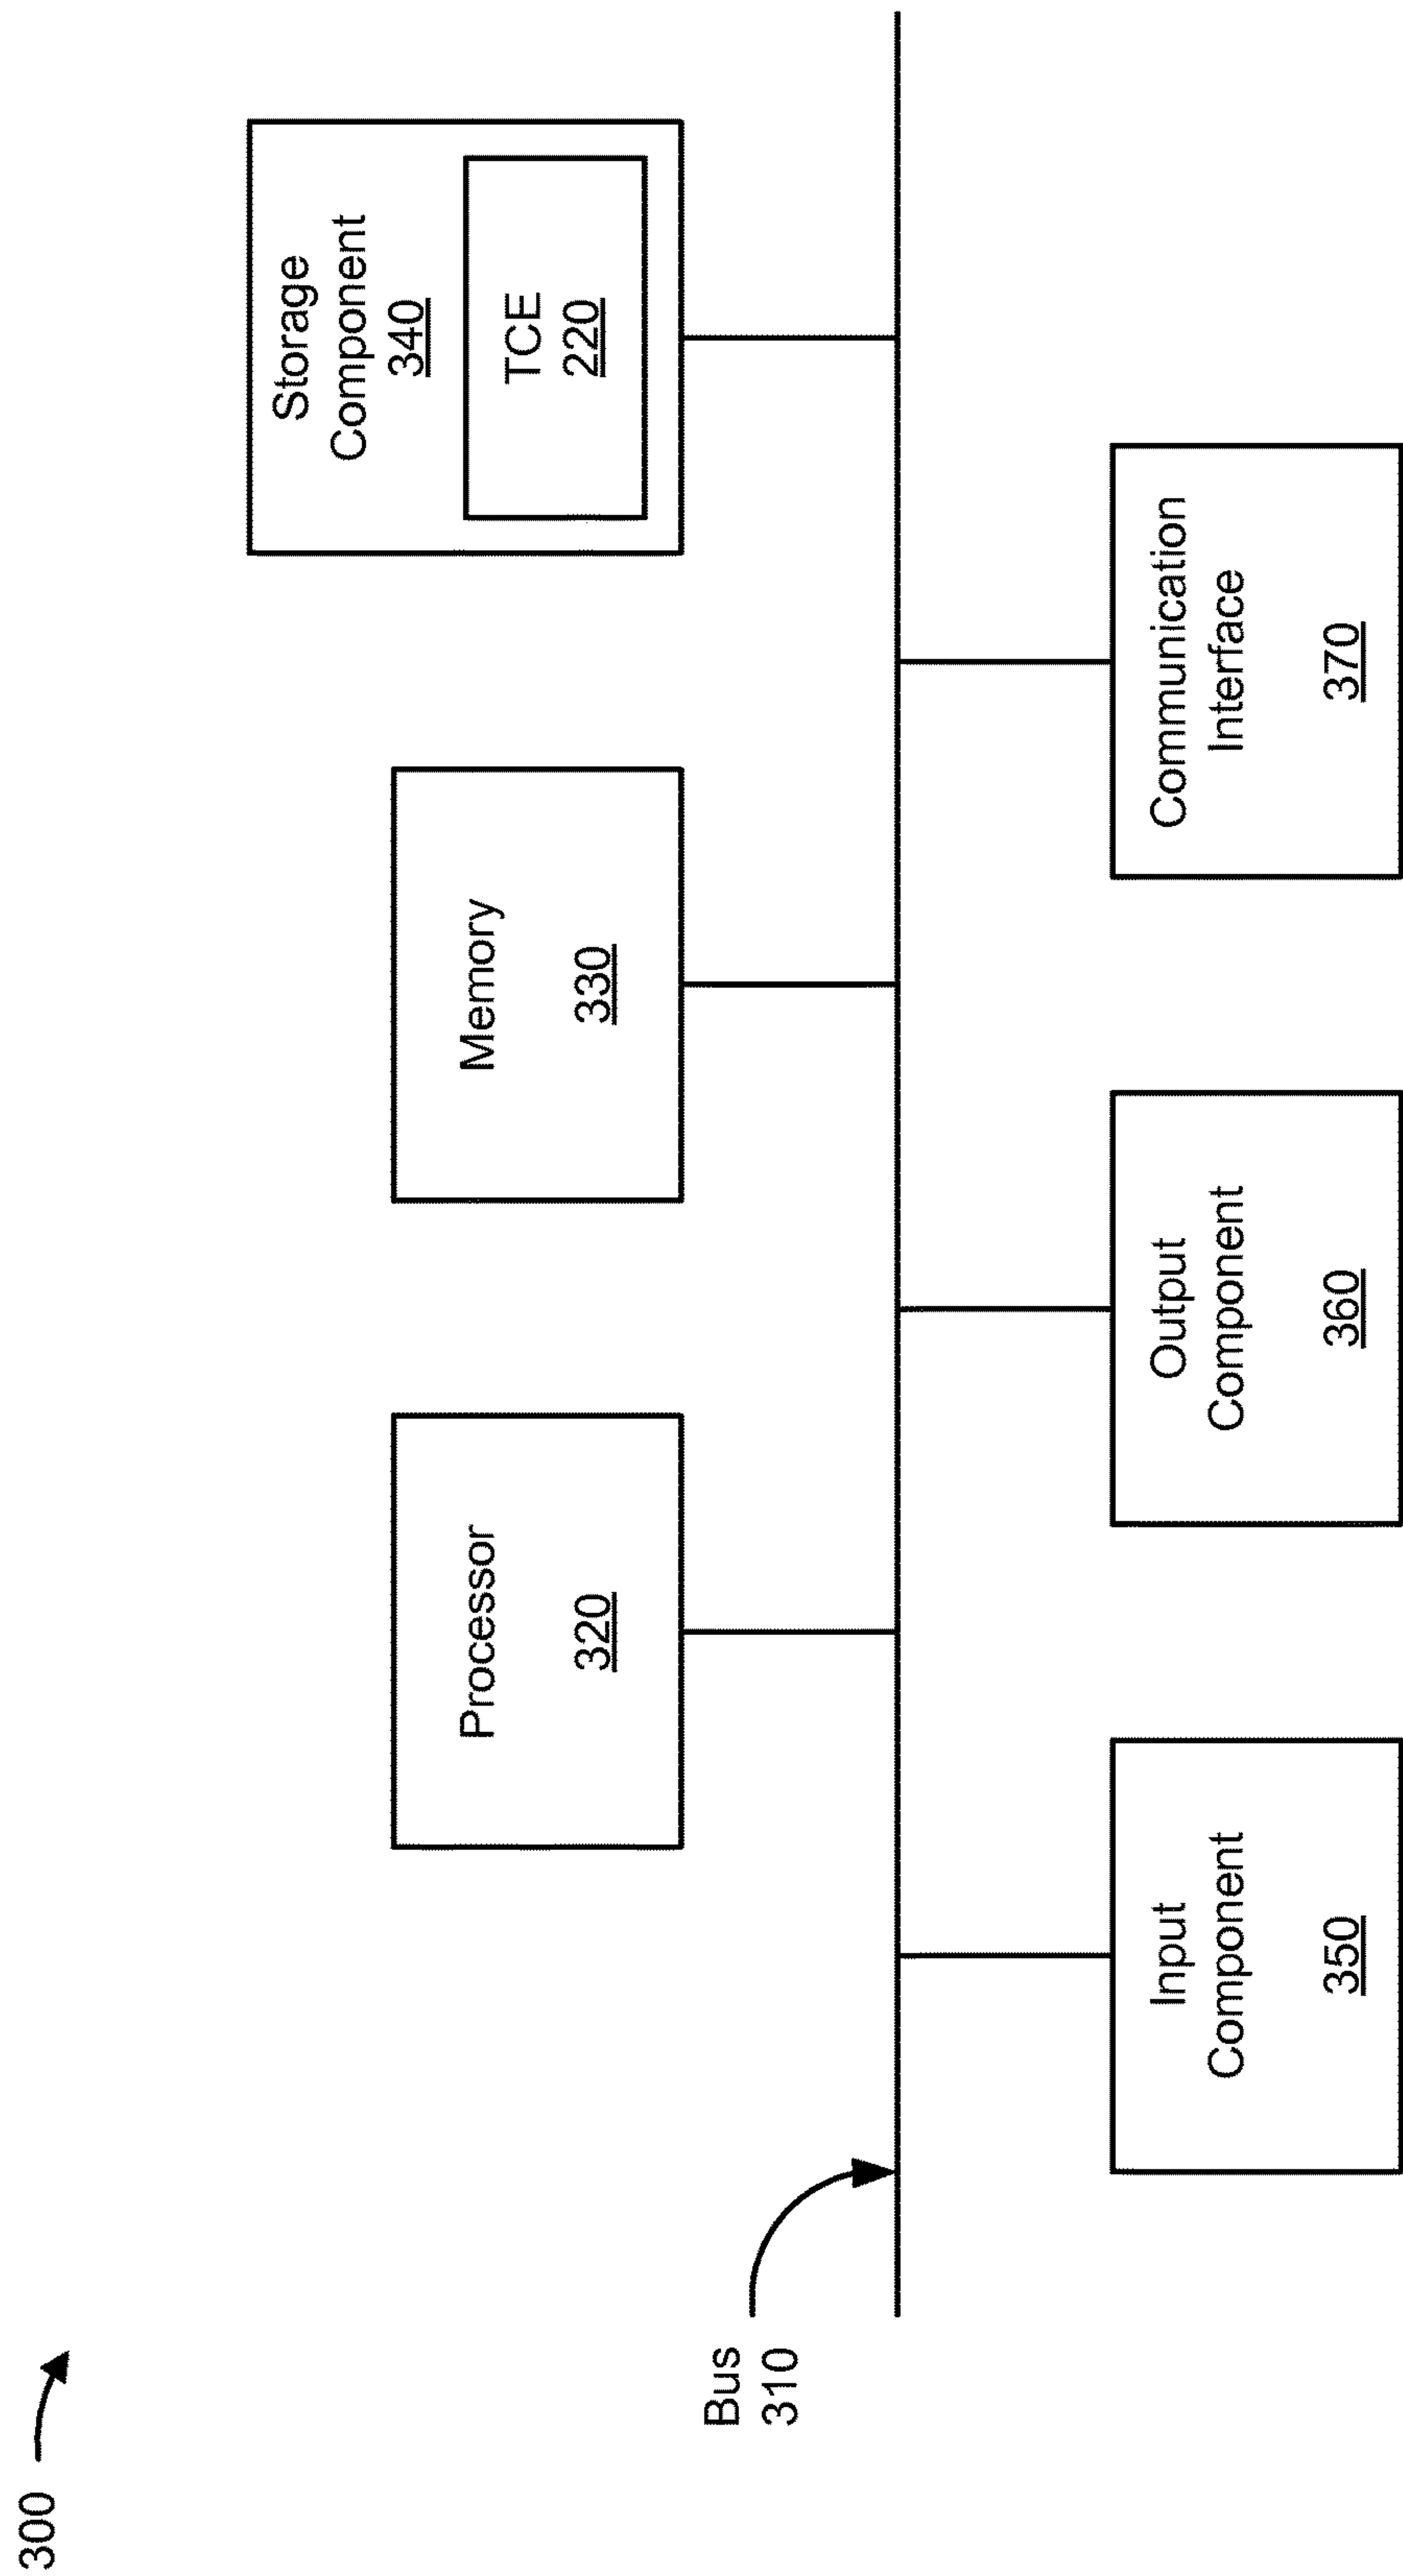 300
Storage
Component
340
TCE
220
Memory
330
Processor
320
Bus
310
Input
Component
350
Output
Component
360
Communication
Interface
370